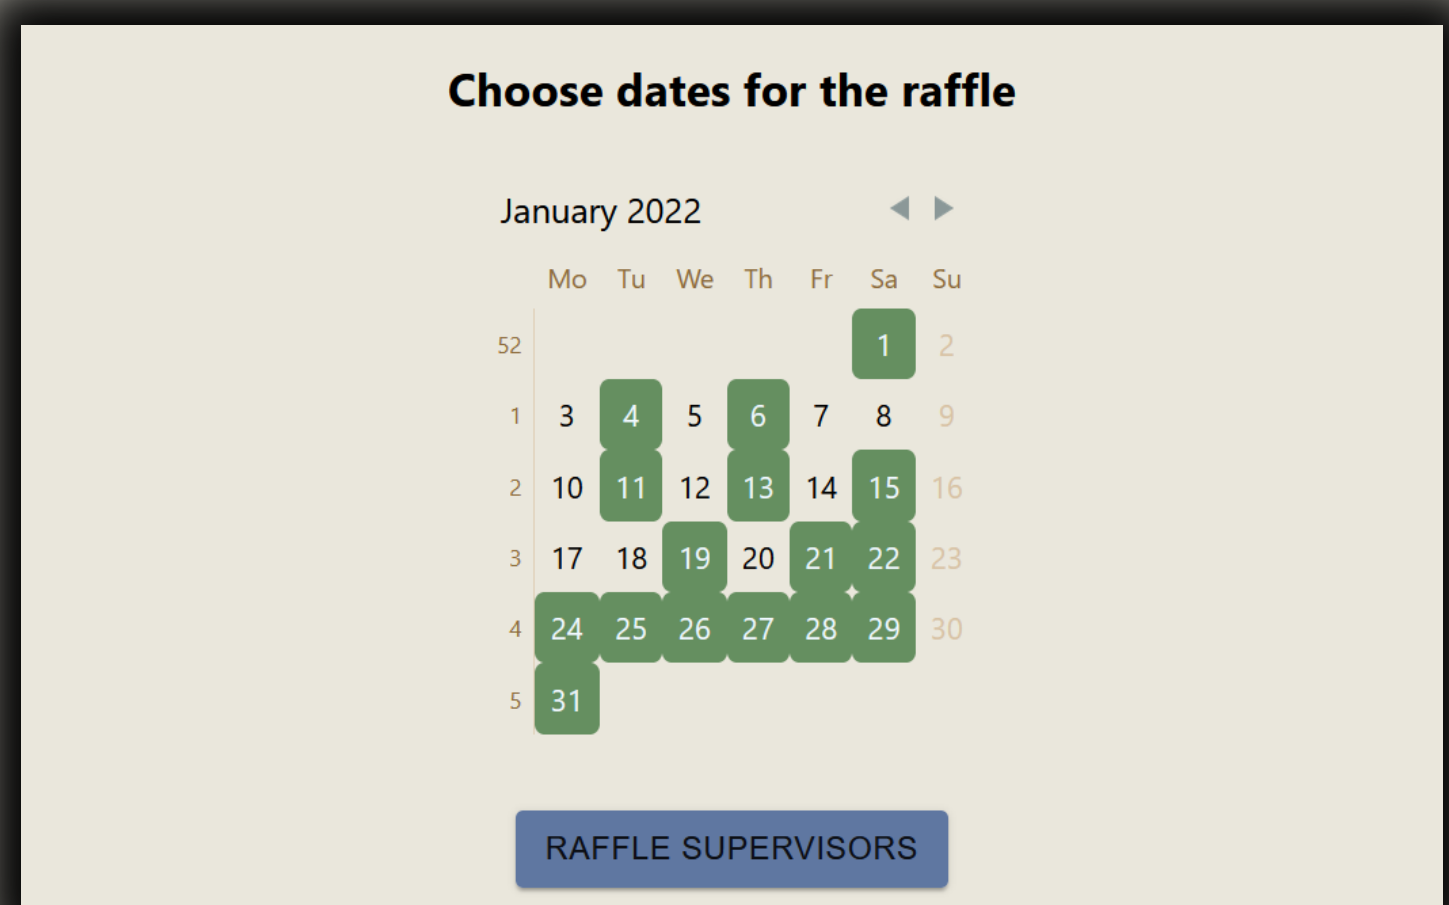 Choose dates for the raffle
January 2022
Mo Tu We Th Fr Sa Su
52 1 2
1 3 4 5 6 7 8 9
2 10 11 12 13 14 15 16
3 17 18 19 20 21 22 23
4 24 25 26 27 28 29 30
5 31
RAFFLE SUPERVISORS